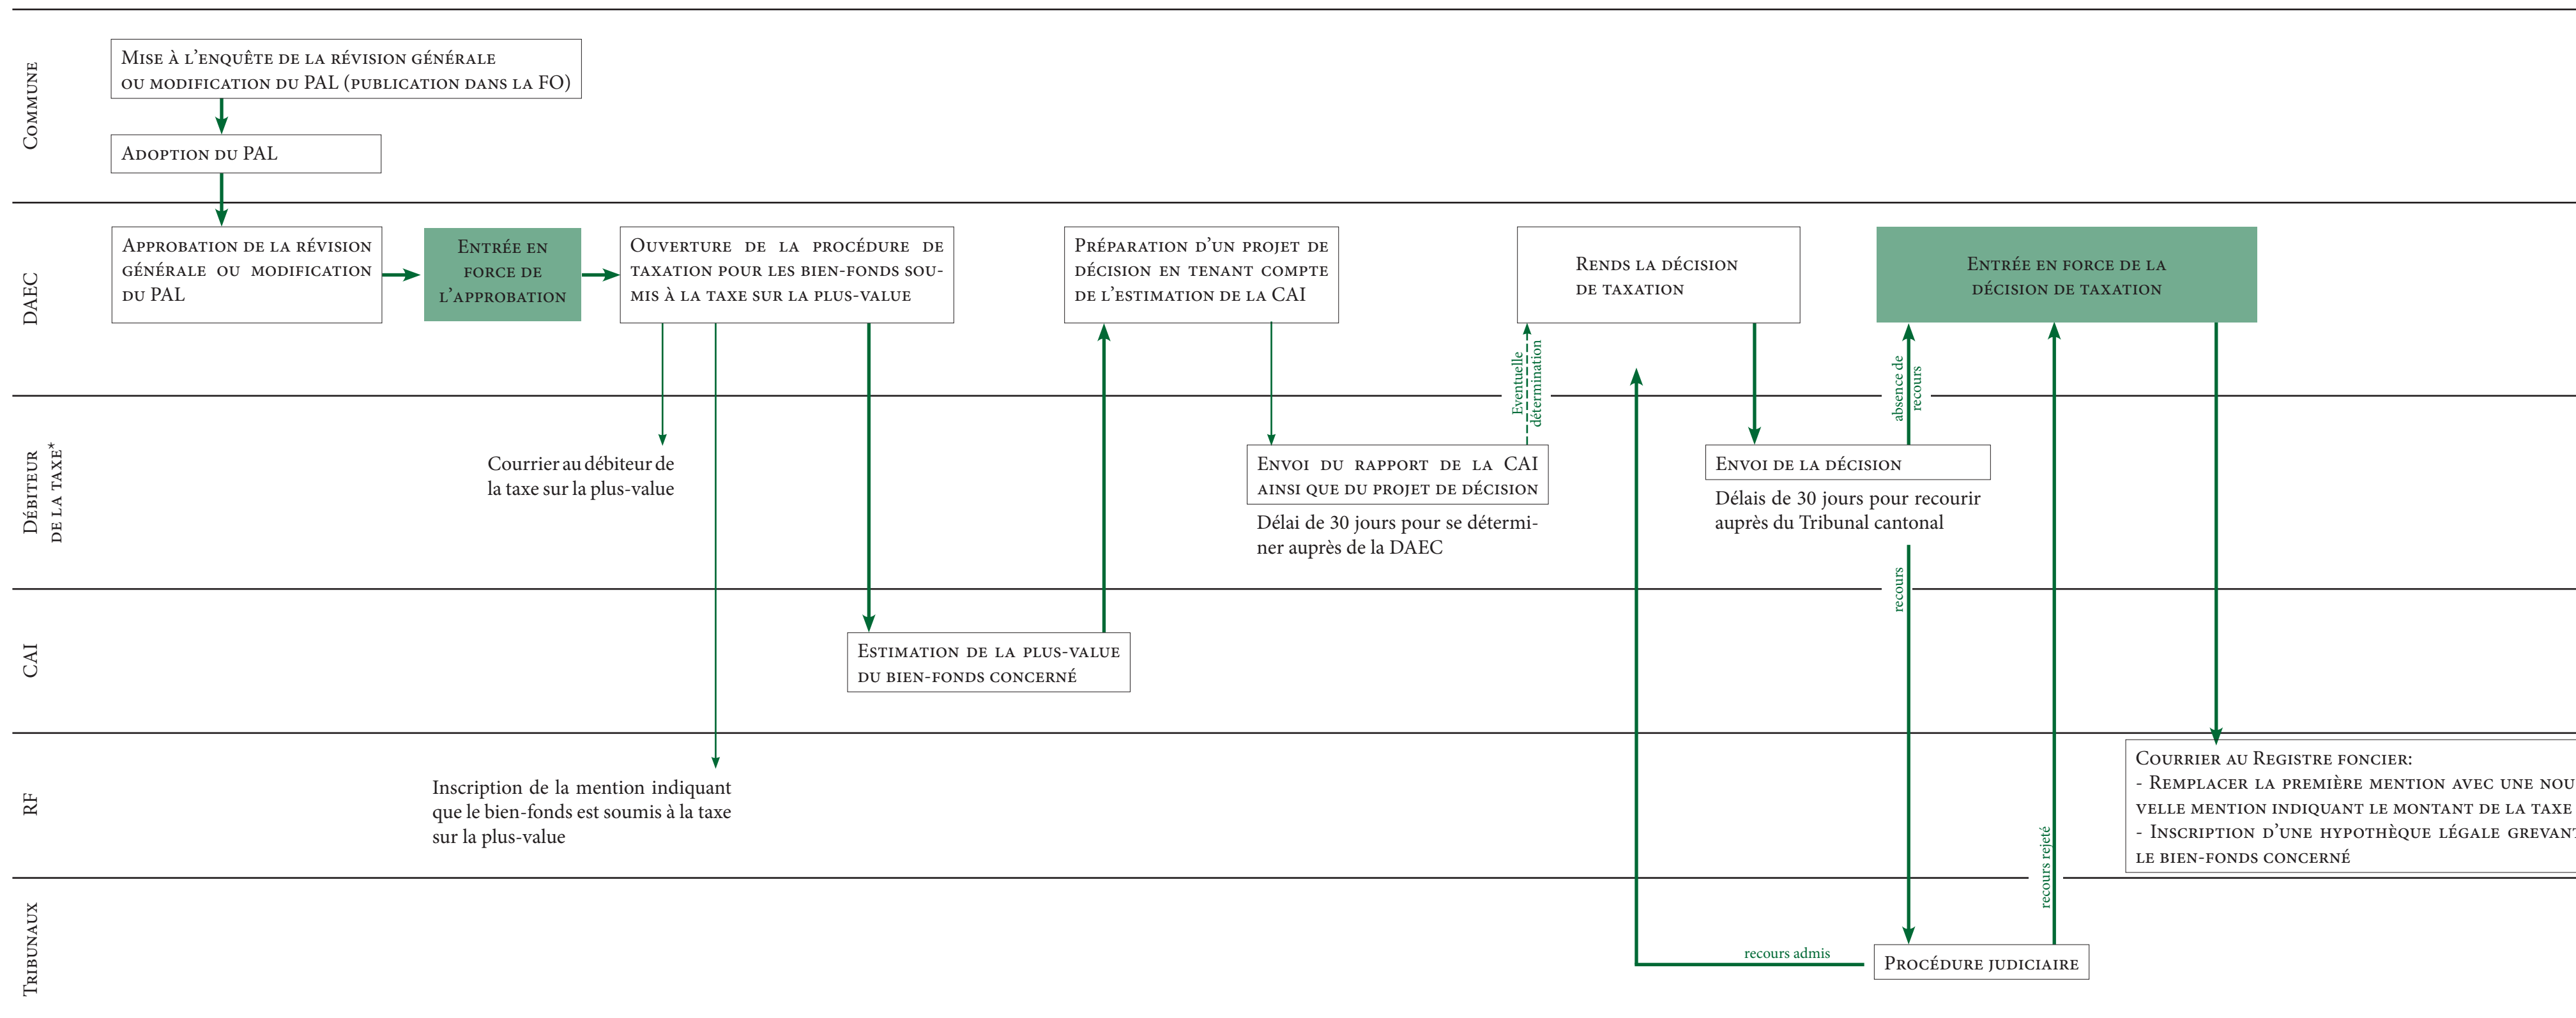 Commune
Mise à l'enquête de la révision générale
ou modification du PAL (publication dans la FO)
Adoption du PAL
DAEC
Approbation de la révision
générale ou modification
du PAL
Entrée en
force de
l'approbation
Ouverture de la procédure de
taxation pour les bien-fonds sou-
mis à la taxe sur la plus-value
Préparation d'un projet de
décision en tenant compte
de l'estimation de la CAI
Rends la décision
de taxation
Entrée en force de la
décision de taxation
Eventuelle
détermination
absence de
recours
Débiteur
de la taxe*
Courrier au débiteur de
la taxe sur la plus-value
Envoi du rapport de la CAI
ainsi que du projet de décision
Délai de 30 jours pour se détermi-
ner auprès de la DAEC
Envoi de la décision
Délais de 30 jours pour recourir
auprès du Tribunal cantonal
recours
CAI
Estimation de la plus-value
du bien-fonds concerné
RF
Inscription de la mention indiquant
que le bien-fonds est soumis à la taxe
sur la plus-value
Courrier au Registre foncier:
- Remplacer la première mention avec une nou
velle mention indiquant le montant de la taxe
- Inscription d'une hypothèque légale grevant
le bien-fonds concerné
recours rejeté
Tribunaux
recours admis
Procédure judiciaire